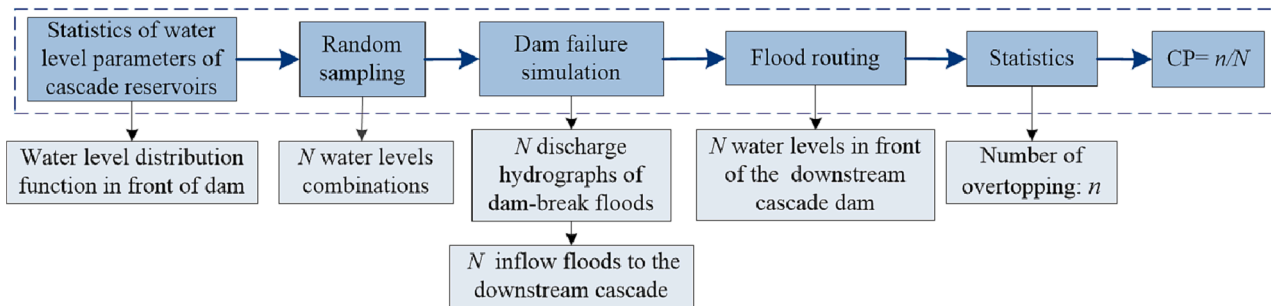 Statistics of water
level parameters of
cascade reservoirs
Random
sampling
Dam failure
simulation
Flood routing
Statistics
CP= n/N
Water level distribution
function in front of dam
N water levels
combinations
N discharge
hydrographs of
dam-break floods
N water levels in front
of the downstream
cascade dam
Number of
overtopping: n
N inflow floods to the
downstream cascade